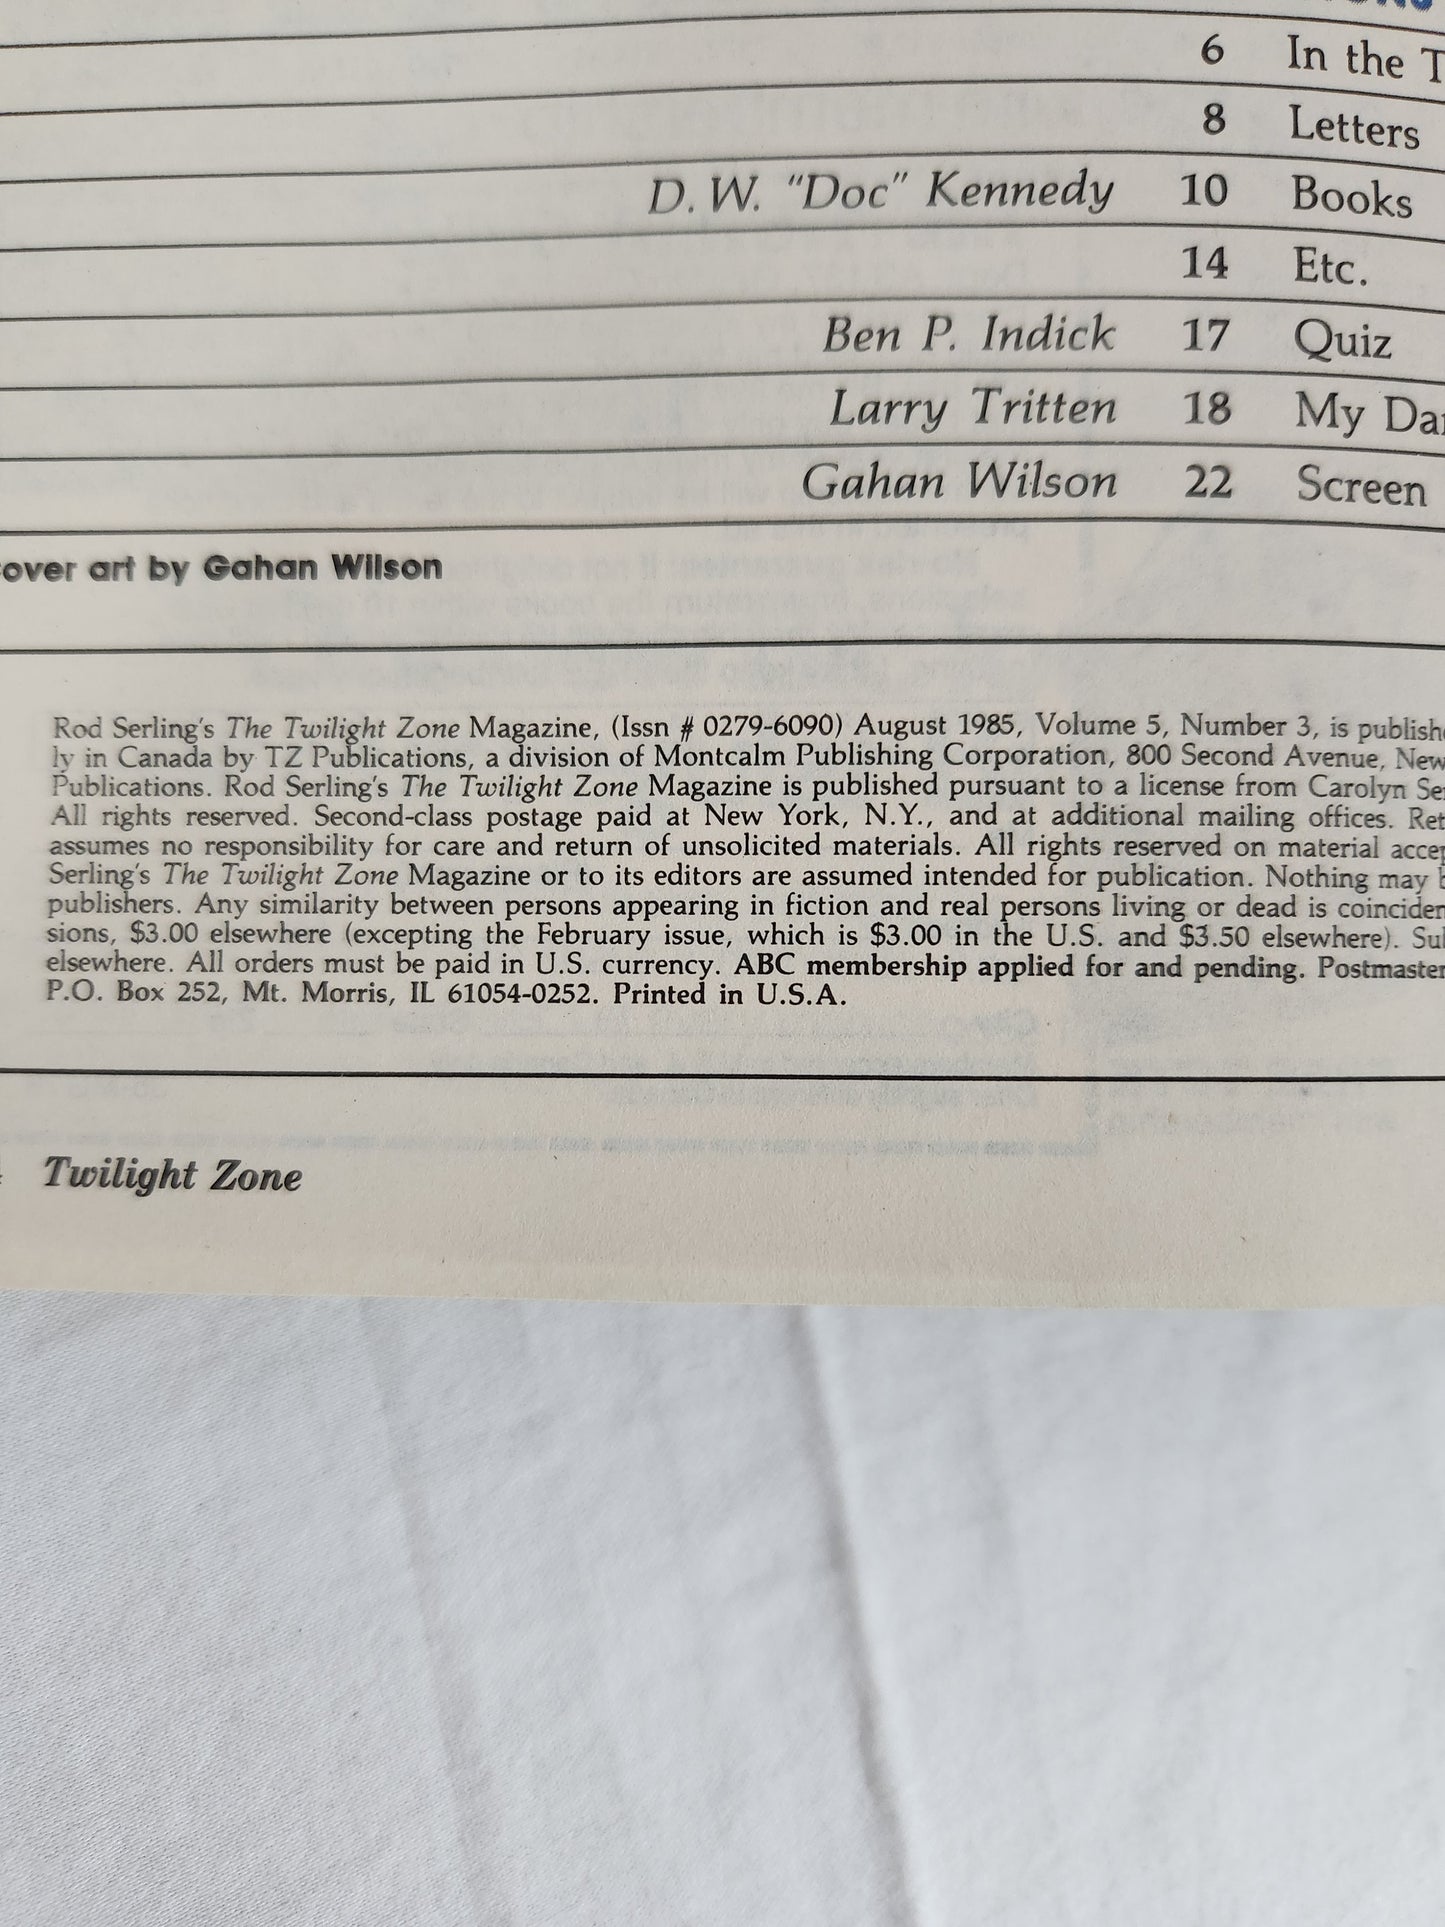 6 In the
8 Letters
D. W. "Doc" Kennedy 10 Books
14 Etc.
Ben P. Indick 17 Quiz
Larry Tritten 18 My
Gahan Wilson 22 Screen
over art by Gahan Wilson
Rod Serling's The Twilight Zone Magazine, (Issn # 0279-6090) August 1985, Volume 5, Number 3, is publish
ly in Canada by TZ Publications, a division of Montcalm Publishing Corporation, 800 Second Avenue, New
Publications. Rod Serling's The Twilight Zone Magazine is published pursuant to a license from Carolyn Se
All rights reserved. Second-class postage paid at New York, N.Y., and at additional mailing offices. Ret
assumes no responsibility for care and return of unsolicited materials. All rights reserved on material accep
Serling's The Twilight Zone Magazine or to its editors are assumed intended for publication. Nothing may
publishers. Any similarity between persons appearing in fiction and real persons living or dead is coinciden
sions, $3.00 elsewhere (excepting the February issue, which is $3.00 in the U.S. and $3.50 elsewhere). Su
elsewhere. All orders must be paid in U.S. currency. ABC membership applied for and pending. Postmaster
P.O. Box 252, Mt. Morris, IL 61054-0252. Printed in U.S.A.
Twilight Zone